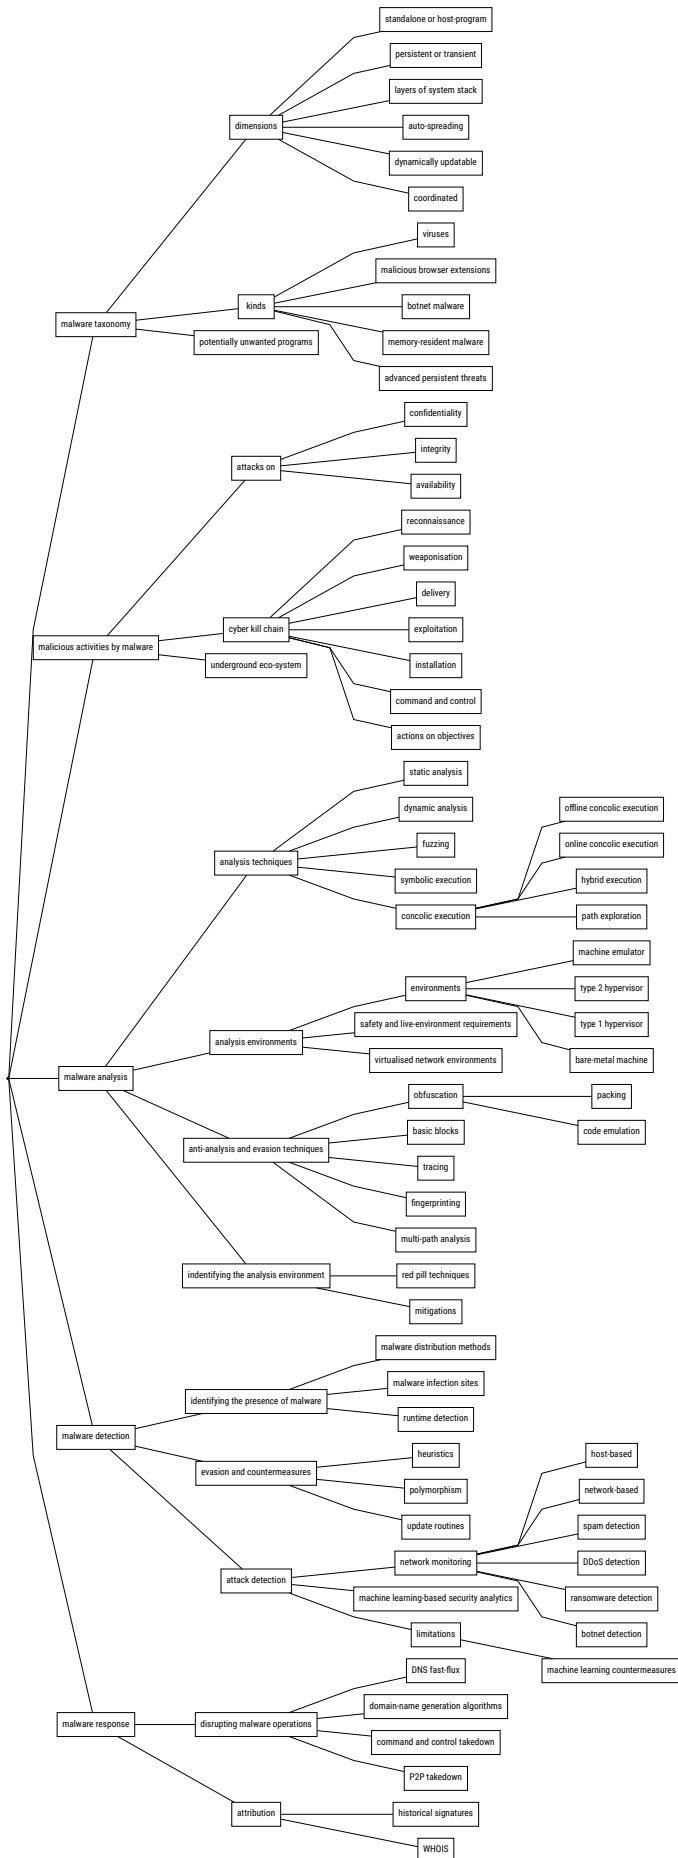 standalone or host-program
persistent or transient
layers of system stack
dimensions
auto-spreading
dynamically updatable
coordinated
viruses
malicious browser extensions
kinds
botnet malware
malware taxonomy
potentially unwanted programs
memory-resident malware
advanced persistent threats
confidentiality
attacks on
integrity
availability
reconnaissance
weaponisation
delivery
cyber kill chain
exploitation
malicious activities by malware
underground eco-system
installation
command and control
actions on objectives
static analysis
dynamic analysis
offline concolic execution
fuzzing
online concolic execution
analysis techniques
symbolic execution
hybrid execution
concolic execution
path exploration
machine emulator
environments
type 2 hypervisor
safety and live-environment requirements
type 1 hypervisor
analysis environments
virtualised network environments
bare-metal machine
malware analysis
obfuscation
packing
basic blocks
code emulation
anti-analysis and evasion techniques
tracing
fingerprinting
multi-path analysis
indentifying the analysis environment
red pill techniques
mitigations
malware distribution methods
malware infection sites
identifying the presence of malware
runtime detection
malware detection
heuristics
host-based
evasion and countermeasures
polymorphism
network-based
update routines
spam detection
network monitoring
DDoS detection
attack detection
machine learning-based security analytics
ransomware detection
limitations
botnet detection
DNS fast-flux
machine learning countermeasures
domain-name generation algorithms
malware response
disrupting malware operations
command and control takedown
P2P takedown
attribution
historical signatures
WHOIS